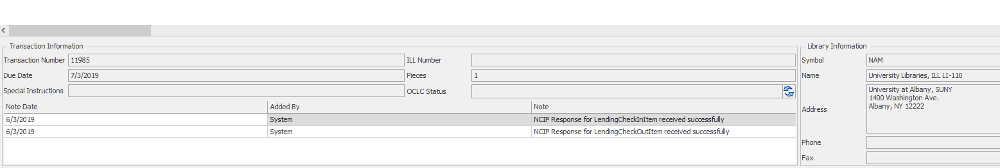 Transaction Information
Transaction Number 11985 ILL Number
Due Date 7/3/2019 Pieces 1
Special Instructions OCLC Status
Note Date Added By Note
6/3/2019 System NCIP Response for LendingCheckInItem received successfully
6/3/2019 System NCIP Response for LendingCheckOutItem received successfully
Library Information
Symbol NAM
Name University Libraries, ILL LI-110
Address University at Albany, SUNY
1400 Washington Ave.
Albany, NY 12222
Phone
Fax